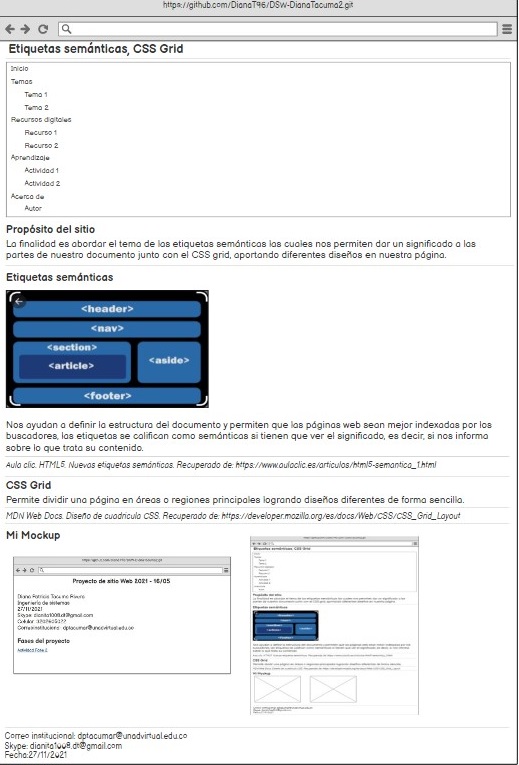 https://github.com/DianaT96/DSW-DianaTacuma2.git
Etiquetas semánticas, CSS Grid
Inicio
Temas
Tema 1
Tema 2
Recursos digitales
Recurso 1
Recurso 2
Aprendizaje
Actividad 1
Actividad 2
Acerca de
Autor
Propósito del sitio
La finalidad es abordar el tema de las etiquetas semánticas las cuales nos permiten dar un significado a las
partes de nuestro documento junto con el CSS grid, aportando diferentes diseños en nuestra página.
Etiquetas semánticas
<header>
<nav>
<section>
<article>
<aside>
<footer>
Nos ayudan a definir la estructura del documento y permiten que las páginas web sean mejor indexadas por los
buscadores, las etiquetas se califican como semánticas si tienen que ver el significado, es decir, si nos informa
sobre lo que trata su contenido.
Aula clic. HTML5. Nuevas etiquetas semánticas. Recuperado de: https://www.aulaclic.es/articulos/html5-semantica_1.html
CSS Grid
Permite dividir una página en áreas o regiones principales logrando diseños diferentes de forma sencilla.
MDN Web Docs. Diseño de cuadrícula CSS. Recuperado de: https://developer.mozilla.org/es/docs/Web/CSS/CSS_Grid_Layout
Mi Mockup
Proyecto de sitio Web 2021 - 16/05
Diana Patricia Tacuma Rivera
Ingeniería de sistemas
27/11/2021
Skype: dianita1008.dt@gmail.com
Celular:
Correo institucional: dptacumar@unadvirtual.edu.co
Fases del proyecto
Actividad Fase 2
Etiquetas semánticas, CSS Grid
Propósito del sitio
Etiquetas semánticas
CSS Grid
Mi Mockup
Correo institucional: dptacumar@unadvirtual.edu.co
Skype: dianita1008.dt@gmail.com
Fecha:27/11/2021